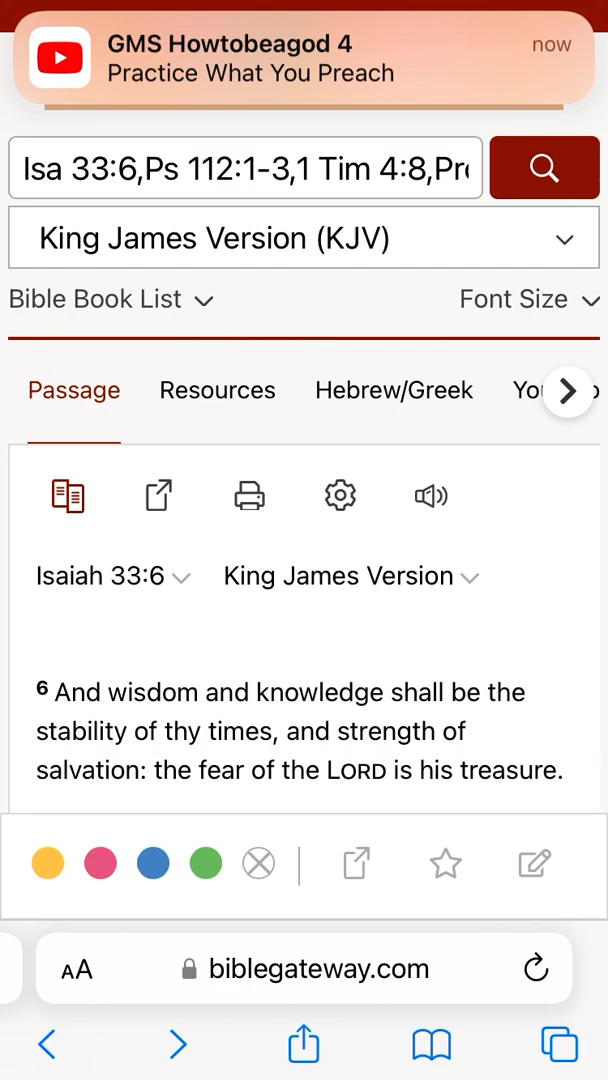 GMS Howtobeagod 4
now
Practice What You Preach
Isa 33:6,Ps 112:1-3,1 Tim 4:8,Pr
King James Version (KJV)
Bible Book List
Font Size
Passage
Resources
Hebrew/Greek
Yo
Isaiah 33:6
King James Version
6 And wisdom and knowledge shall be the
stability of thy times, and strength of
salvation: the fear of the LORD is his treasure.
AA
biblegateway.com